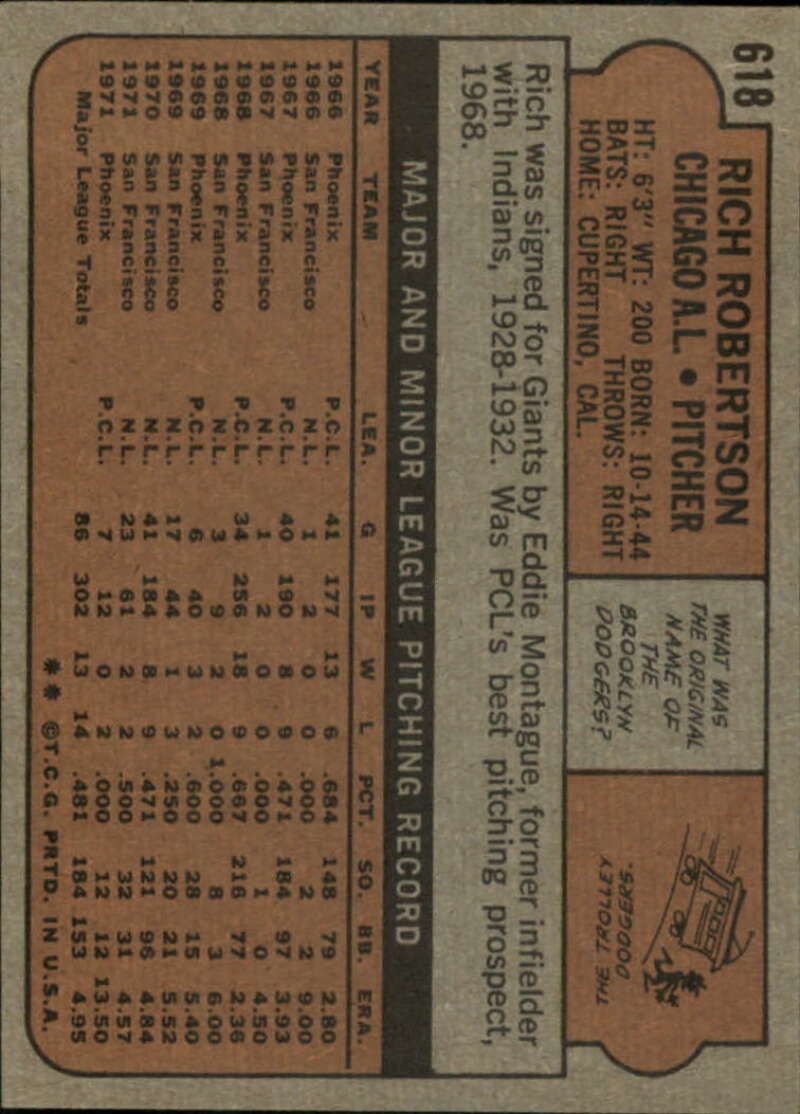 618
RICH ROBERTSON
CHICAGO A.L. • PITCHER
HT: 6'3" WT: 200 BORN: 10-14-44
BATS: RIGHT THROWS: RIGHT
HOME: CUPERTINO, CAL.
WHAT WAS
THE ORIGINAL
NAME OF
THE
BROOKLYN
DODGERS?
THE TROLLEY
DODGERS.
Rich was signed for Giants by Eddie Montague, former infielder
with Indians, 1928-1932. Was PCL's best pitching prospect,
1968.
MAJOR AND MINOR LEAGUE PITCHING RECORD
YEAR TEAM LEA. G IP W L PCT. SO. BB. ERA.
1966 Phoenix P.C.L. 41 177 13 6 .684 148 79 2.80
1966 San Francisco N.L. 1 2 0 0 .000 2 2 9.00
1967 Phoenix P.C.L. 40 190 8 9 .471 184 97 3.93
1967 San Francisco N.L. 1 2 0 0 .000 1 0 4.50
1968 Phoenix P.C.L. 34 256 18 9 .667 216 77 2.36
1968 San Francisco N.L. 3 9 2 0 1.000 8 3 6.00
1969 Phoenix P.C.L. 6 40 3 2 .600 28 15 5.40
1969 San Francisco N.L. 17 44 1 3 .250 20 21 5.52
1970 San Francisco N.L. 41 184 8 9 .471 121 96 4.84
1971 San Francisco N.L. 23 61 2 2 .500 32 31 4.57
1971 Phoenix P.C.L. 7 12 0 2 .000 12 12 13.50
Major League Totals 86 302 13 14 .481 184 153 4.95
** ©T.C.G. PRTD. IN U.S.A.